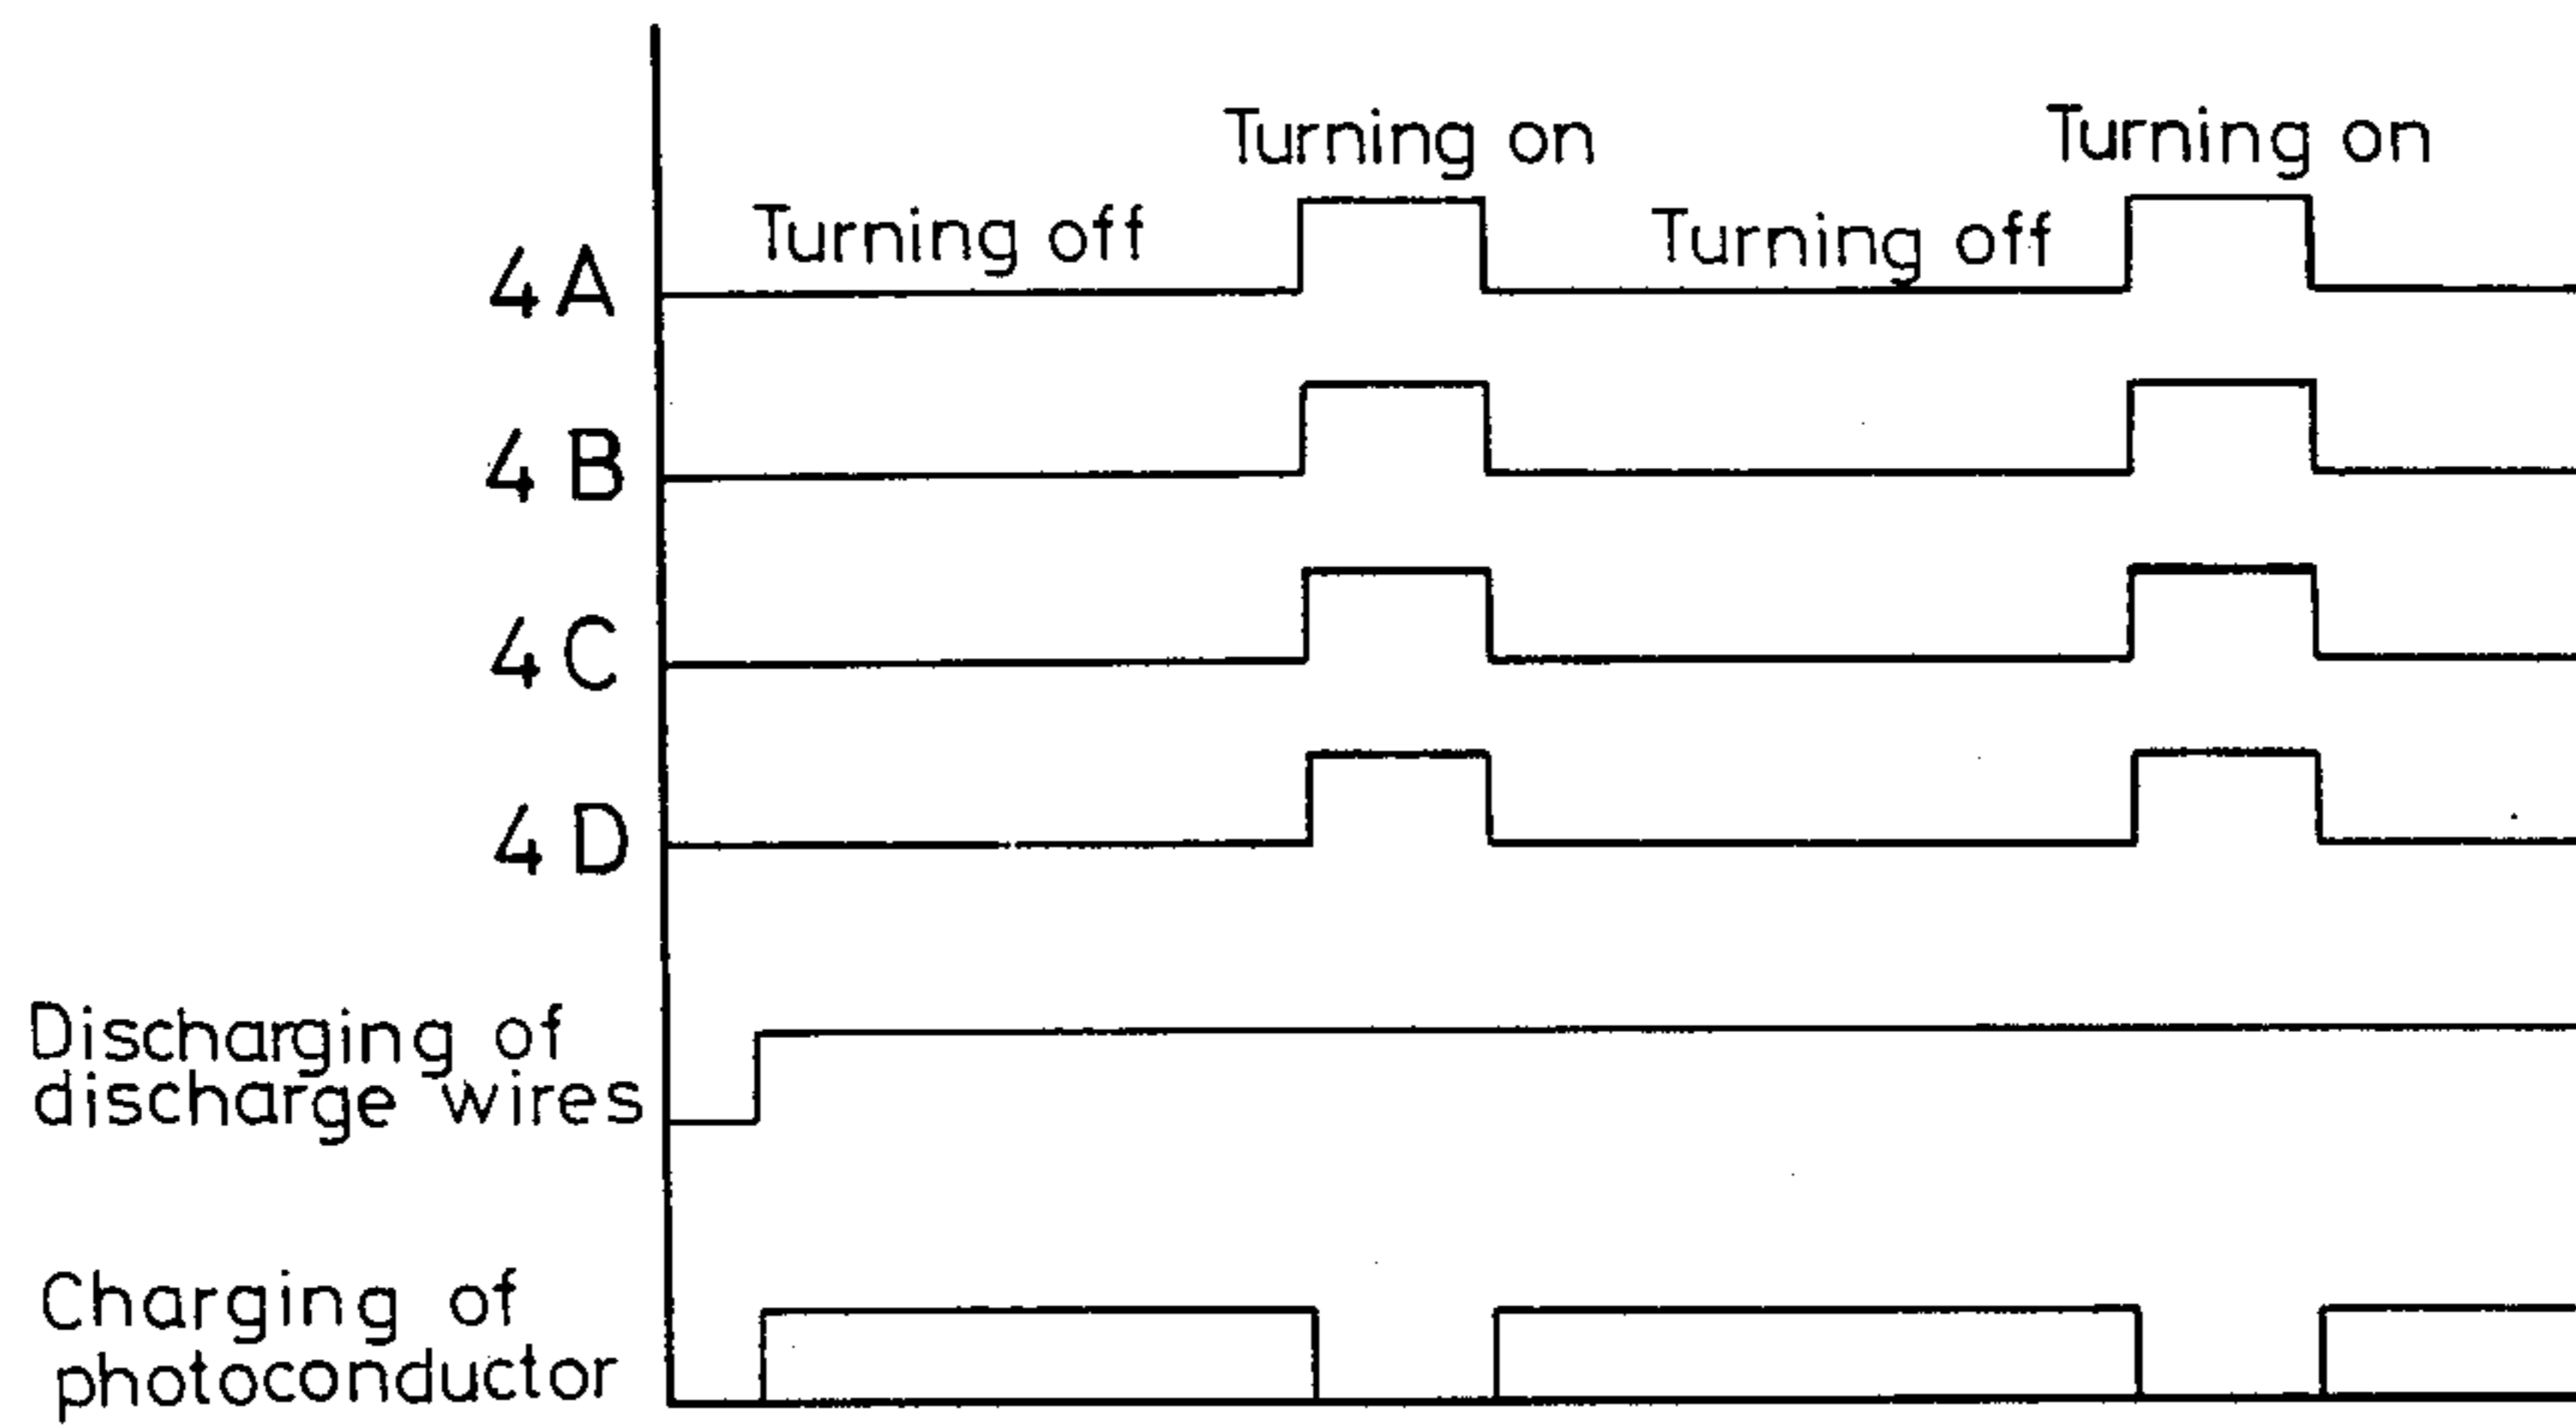 Turning on
Turning on
Turning off
Turning off
4A
4B
4C
4D
Discharging of
discharge wires
Charging of
photoconductor